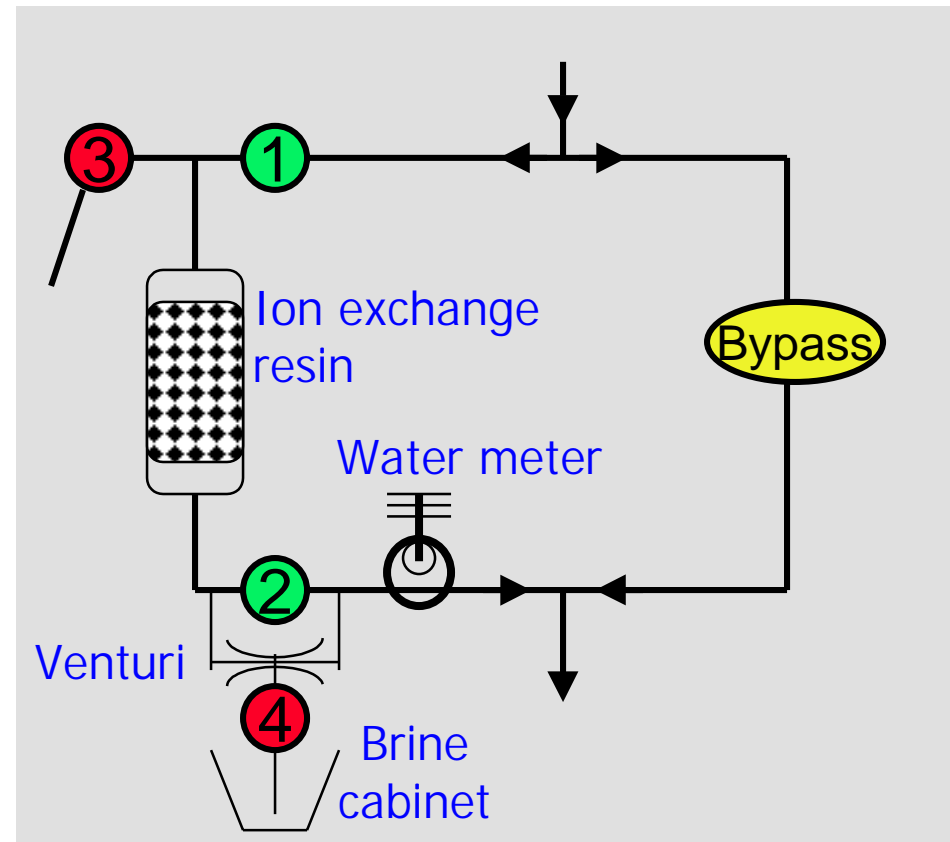 3
1
Ion exchange
resin
Bypass
Water meter
2
Venturi
4
Brine
cabinet